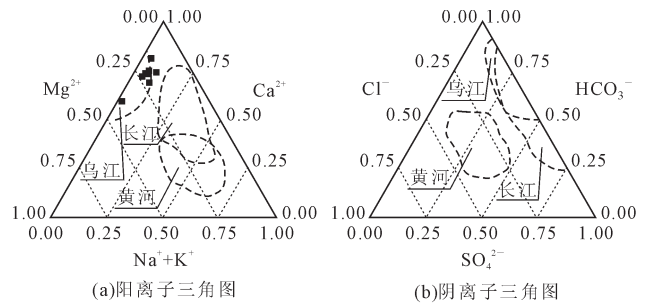 0.00 1.00
0.25 0.75
Mg²⁺ Ca²⁺
0.50 0.50
长江
0.75 0.25
乌江
黄河
1.00 0.00
0.00 0.25 0.50 0.75 1.00
Na⁺+K⁺
(a)阳离子三角图
0.00 1.00
0.25 0.75
Cl⁻ 乌江 HCO₃⁻
0.50 0.50
0.75 0.25
黄河 长江
1.00 0.00
0.00 0.25 0.50 0.75 1.00
SO₄²⁻
(b)阴离子三角图